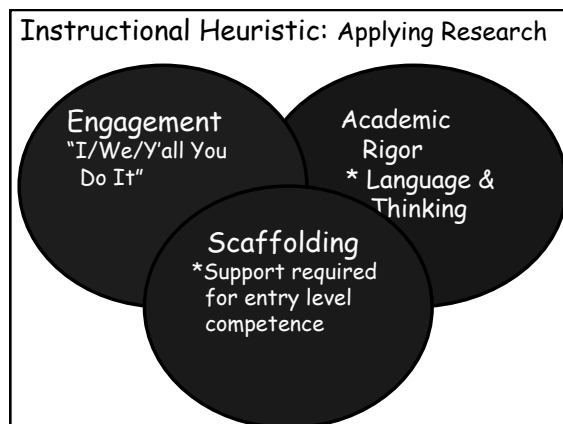 Instructional Heuristic: Applying Research
Engagement
“I/We/Y’all You
Do It”
Academic
Rigor
* Language &
Thinking
Scaffolding
*Support required
for entry level
competence